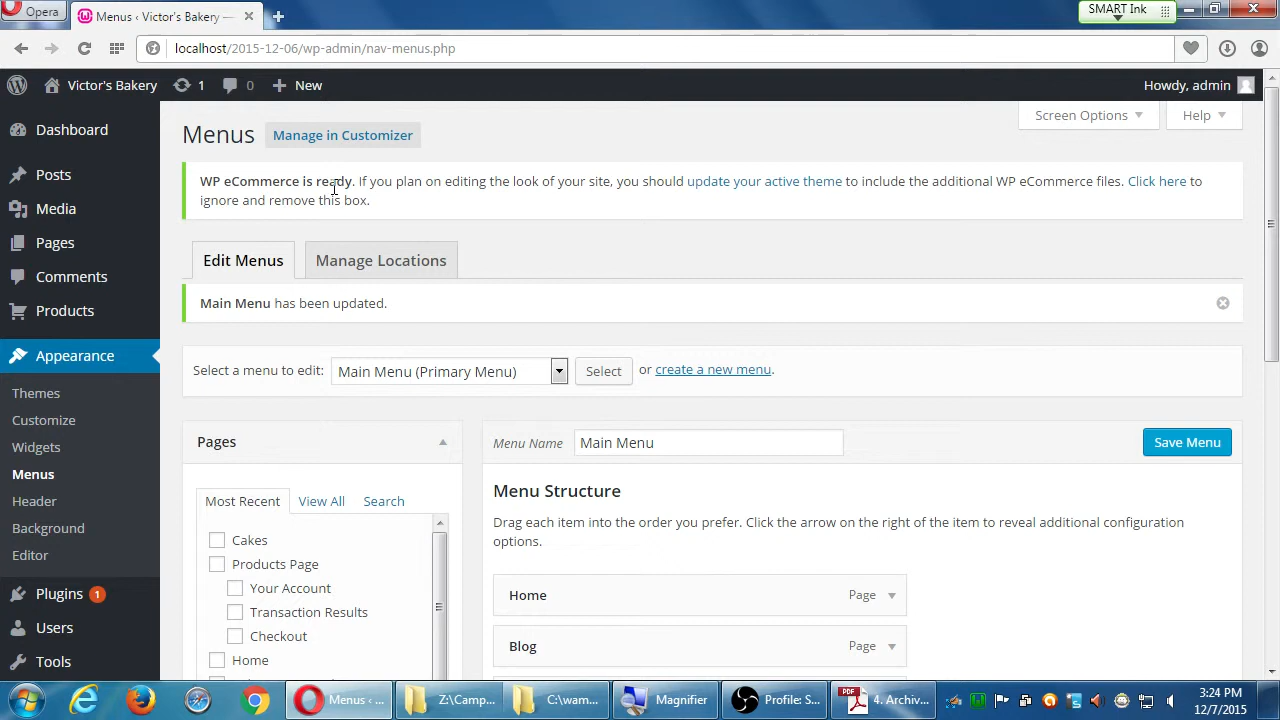 Opera
Menus ‹ Victor's Bakery —
SMART Ink
localhost/2015-12-06/wp-admin/nav-menus.php
Victor's Bakery
1
0
New
Howdy, admin
Dashboard
Posts
Media
Pages
Comments
Products
Appearance
Themes
Customize
Widgets
Menus
Header
Background
Editor
Plugins 1
Users
Tools
Screen Options
Help
Menus
Manage in Customizer
WP eCommerce is ready. If you plan on editing the look of your site, you should update your active theme to include the additional WP eCommerce files. Click here to
ignore and remove this box.
Edit Menus
Manage Locations
Main Menu has been updated.
Select a menu to edit: Main Menu (Primary Menu) Select or create a new menu.
Pages
Most Recent
View All
Search
Cakes
Products Page
Your Account
Transaction Results
Checkout
Home
Menu Name Main Menu
Save Menu
Menu Structure
Drag each item into the order you prefer. Click the arrow on the right of the item to reveal additional configuration
options.
Home Page
Blog Page
Menus ‹ ...
Z:\Camp...
C:\wam...
Magnifier
Profile: S...
PDF
4. Archiv...
3:24 PM
12/7/2015